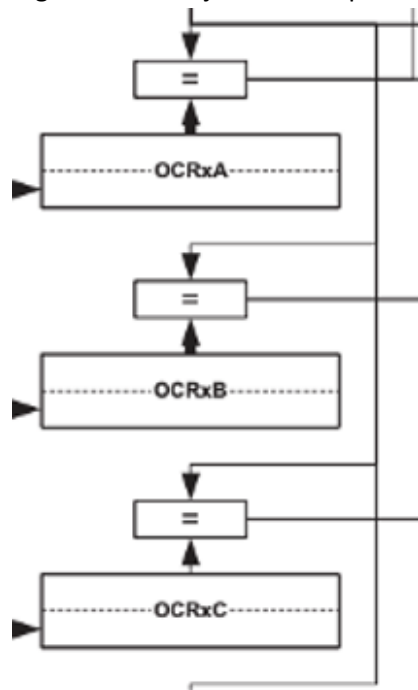 =
OCRxA
=
OCRxB
=
OCRxC